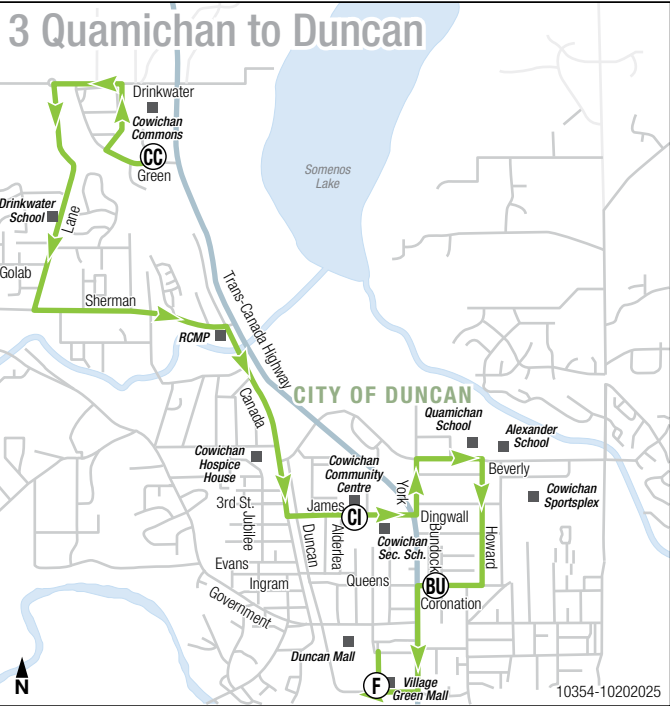 3 Quamichan to Duncan
Drinkwater
Cowichan
Commons
CC
Green
Somenos
Lake
Drinkwater
School
Lane
Golab
Sherman
Trans-Canada Highway
RCMP
CITY OF DUNCAN
Canada
Quamichan
School
Alexander
School
Cowichan
Hospice
House
Cowichan
Community
Centre
Beverly
York
Cowichan
Sportsplex
3rd St.
Jubilee
James
CI
Dingwall
Duncan
Alderlea
Cowichan
Sec. Sch.
Bundock
Howard
Evans
Ingram
Queens
BU
Coronation
Government
Duncan Mall
F
Village
Green Mall
N
10354-10202025